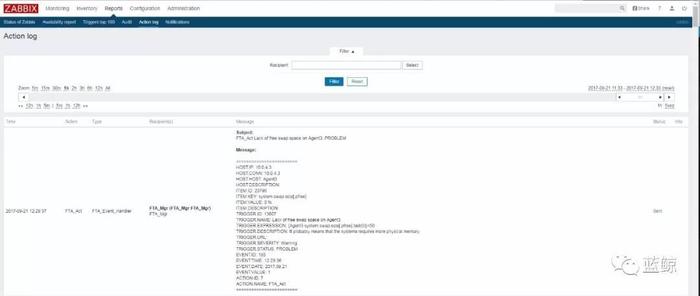 ZABBIX Monitoring Inventory Reports Configuration Administration Share
Status of Zabbix Availability report Triggers top 100 Audit Action log Notifications
Action log
Filter ▲
Recipient Select
Filter Reset
Zoom: 5m 15m 30m 1h 2h 3h 6h 12h All 2017-09-21 11:33 - 2017-09-21 12:33 (now!)
1h fixed
Time Action Type Recipient(s) Message Status Info
Subject:
FTA_Act Lack of free swap space on Agent3, PROBLEM
Message:
HOST.IP: 10.0.4.3
HOST.CONN: 10.0.4.3
HOST.HOST: Agent3
HOST.DESCRIPTION:
ITEM.ID:
ITEM.KEY: system.swap.size[,pfree]
ITEM.VALUE: 0 %
ITEM.DESCRIPTION:
TRIGGER.ID: 13607
TRIGGER.NAME: Lack of free swap space on Agent3
TRIGGER.EXPRESSION: {Agent3:system.swap.size[,pfree].last(0)}<50
TRIGGER.DESCRIPTION: It probably means that the systems requires more physical memory.
TRIGGER.URL:
TRIGGER.SEVERITY: Warning
TRIGGER.STATUS: PROBLEM
EVENT.ID: 183
EVENT.TIME: 12:29:36
EVENT.DATE: 2017.09.21
EVENT.VALUE: 1
ACTION.ID: 7
ACTION.NAME: FTA_Act
2017-09-21 12:29:37 FTA_Act FTA_Event_Handler FTA_Mgr (FTA_Mgr FTA_Mgr)
FTA_Mgr
Sent
蓝鲸